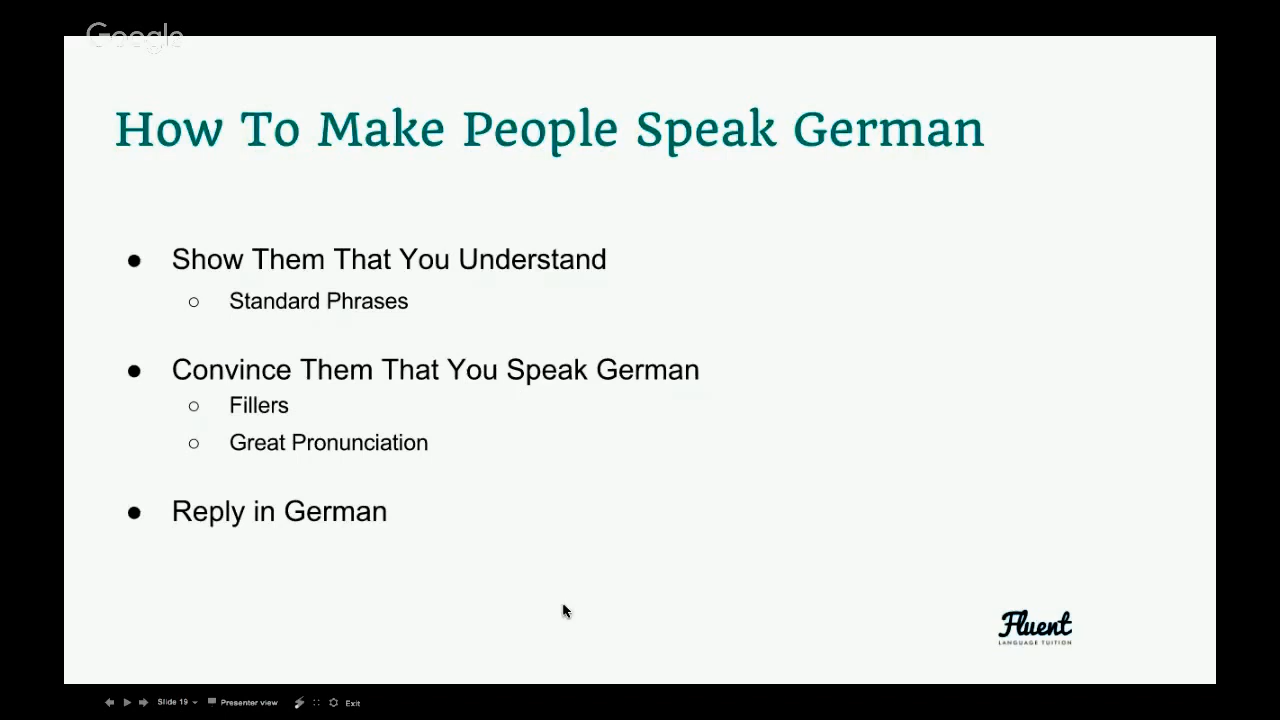 Google
How To Make People Speak German
● Show Them That You Understand
○ Standard Phrases
● Convince Them That You Speak German
○ Fillers
○ Great Pronunciation
● Reply in German
Fluent
LANGUAGE TUITION
Slide 19 Presenter view Exit